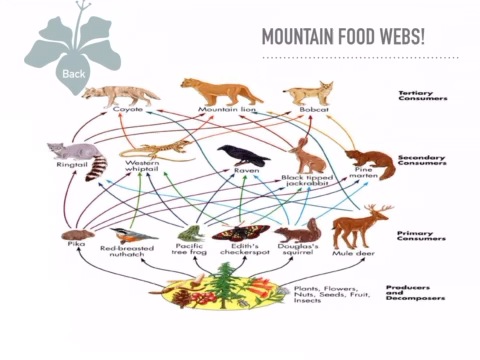 MOUNTAIN FOOD WEBS!
Back
Coyote
Mountain lion
Bobcat
Tertiary
Consumers
Ringtail
Western
whiptail
Raven
Black tipped
jackrabbit
Pine
marten
Secondary
Consumers
Pika
Red-breasted
nuthatch
Pacific
tree frog
Edith's
checkerspot
Douglas's
squirrel
Mule deer
Primary
Consumers
Plants, Flowers,
Nuts, Seeds, Fruit,
Insects
Producers
and
Decomposers